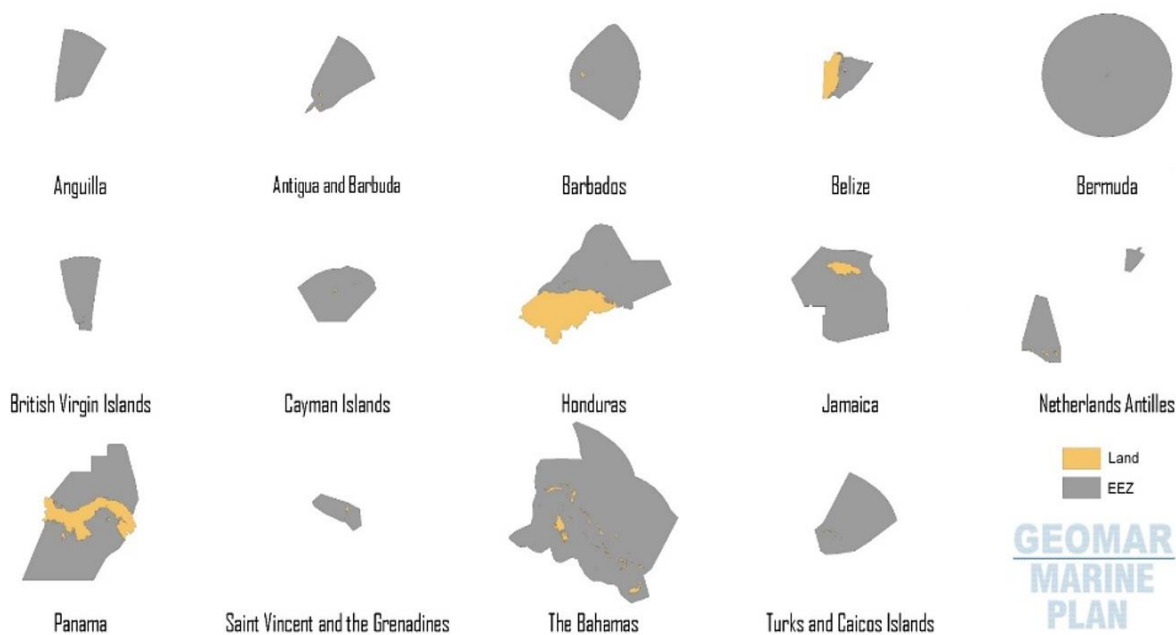 Anguilla
Antigua and Barbuda
Barbados
Belize
Bermuda
British Virgin Islands
Cayman Islands
Honduras
Jamaica
Netherlands Antilles
Land
EEZ
Panama
Saint Vincent and the Grenadines
The Bahamas
Turks and Caicos Islands
GEOMAR
MARINE
PLAN